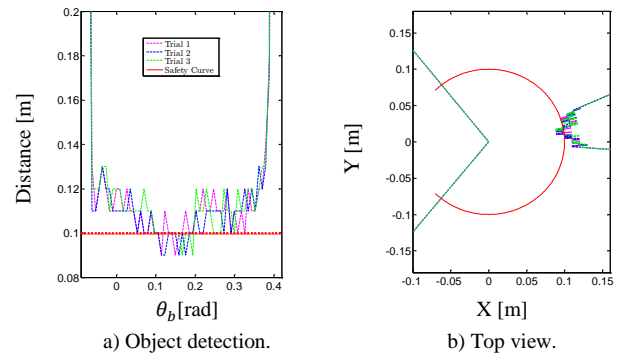 0.2
0.18
0.16
0.14
0.12
0.1
0.08
Distance [m]
Trial 1
Trial 2
Trial 3
Safety Curve
0 0.1 0.2 0.3 0.4
θ_b[rad]
a) Object detection.
0.15
0.1
0.05
0
-0.05
-0.1
-0.15
Y [m]
-0.1 -0.05 0 0.05 0.1 0.15
X [m]
b) Top view.